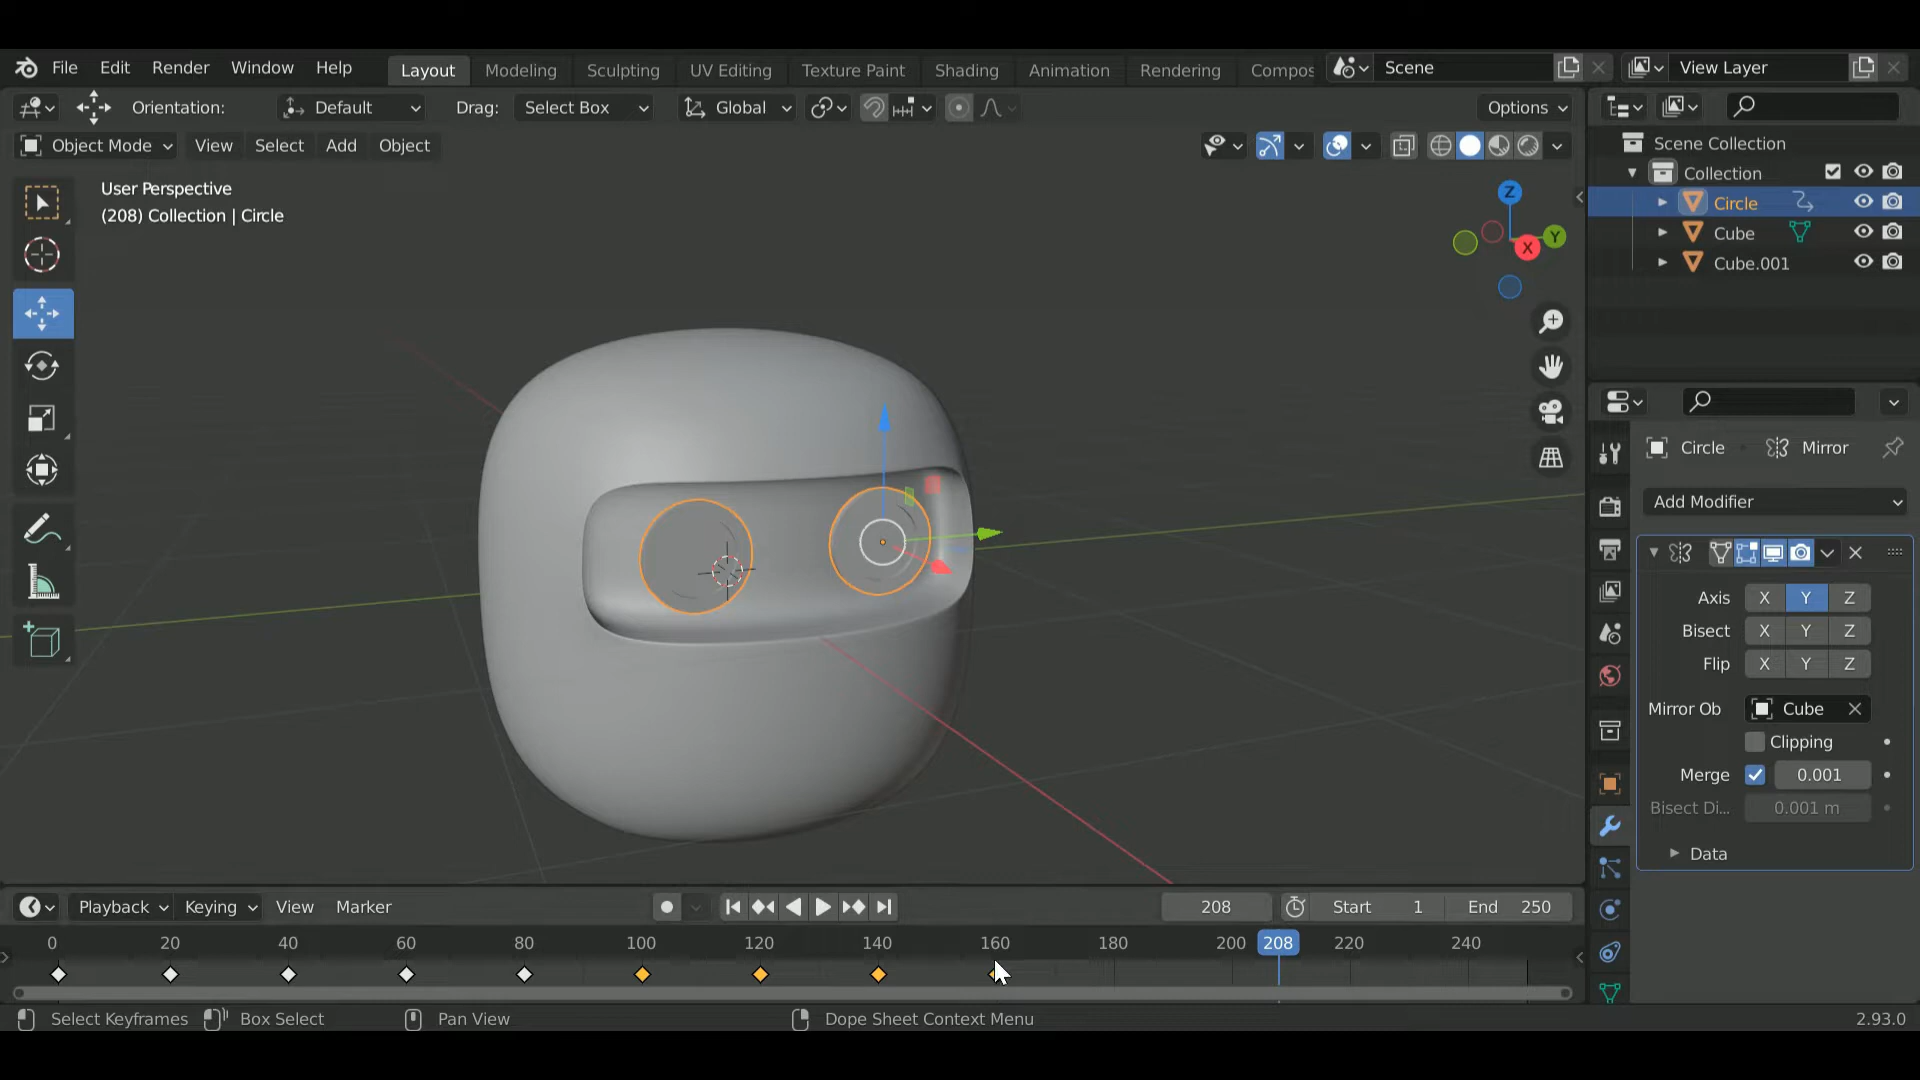 File Edit Render Window Help Layout Modeling Sculpting UV Editing Texture Paint Shading Animation Rendering Compos Scene View Layer
Orientation: Default Drag: Select Box Global Options
Object Mode View Select Add Object
User Perspective
(208) Collection | Circle
Z
Y
X
Scene Collection
Collection
Circle
Cube
Cube.001
Circle Mirror
Add Modifier
Axis X Y Z
Bisect X Y Z
Flip X Y Z
Mirror Ob Cube
Clipping
Merge 0.001
Bisect Di... 0.001 m
Data
Playback Keying View Marker 208 Start 1 End 250
0 20 40 60 80 100 120 140 160 180 200 208 220 240
Select Keyframes Box Select Pan View Dope Sheet Context Menu 2.93.0